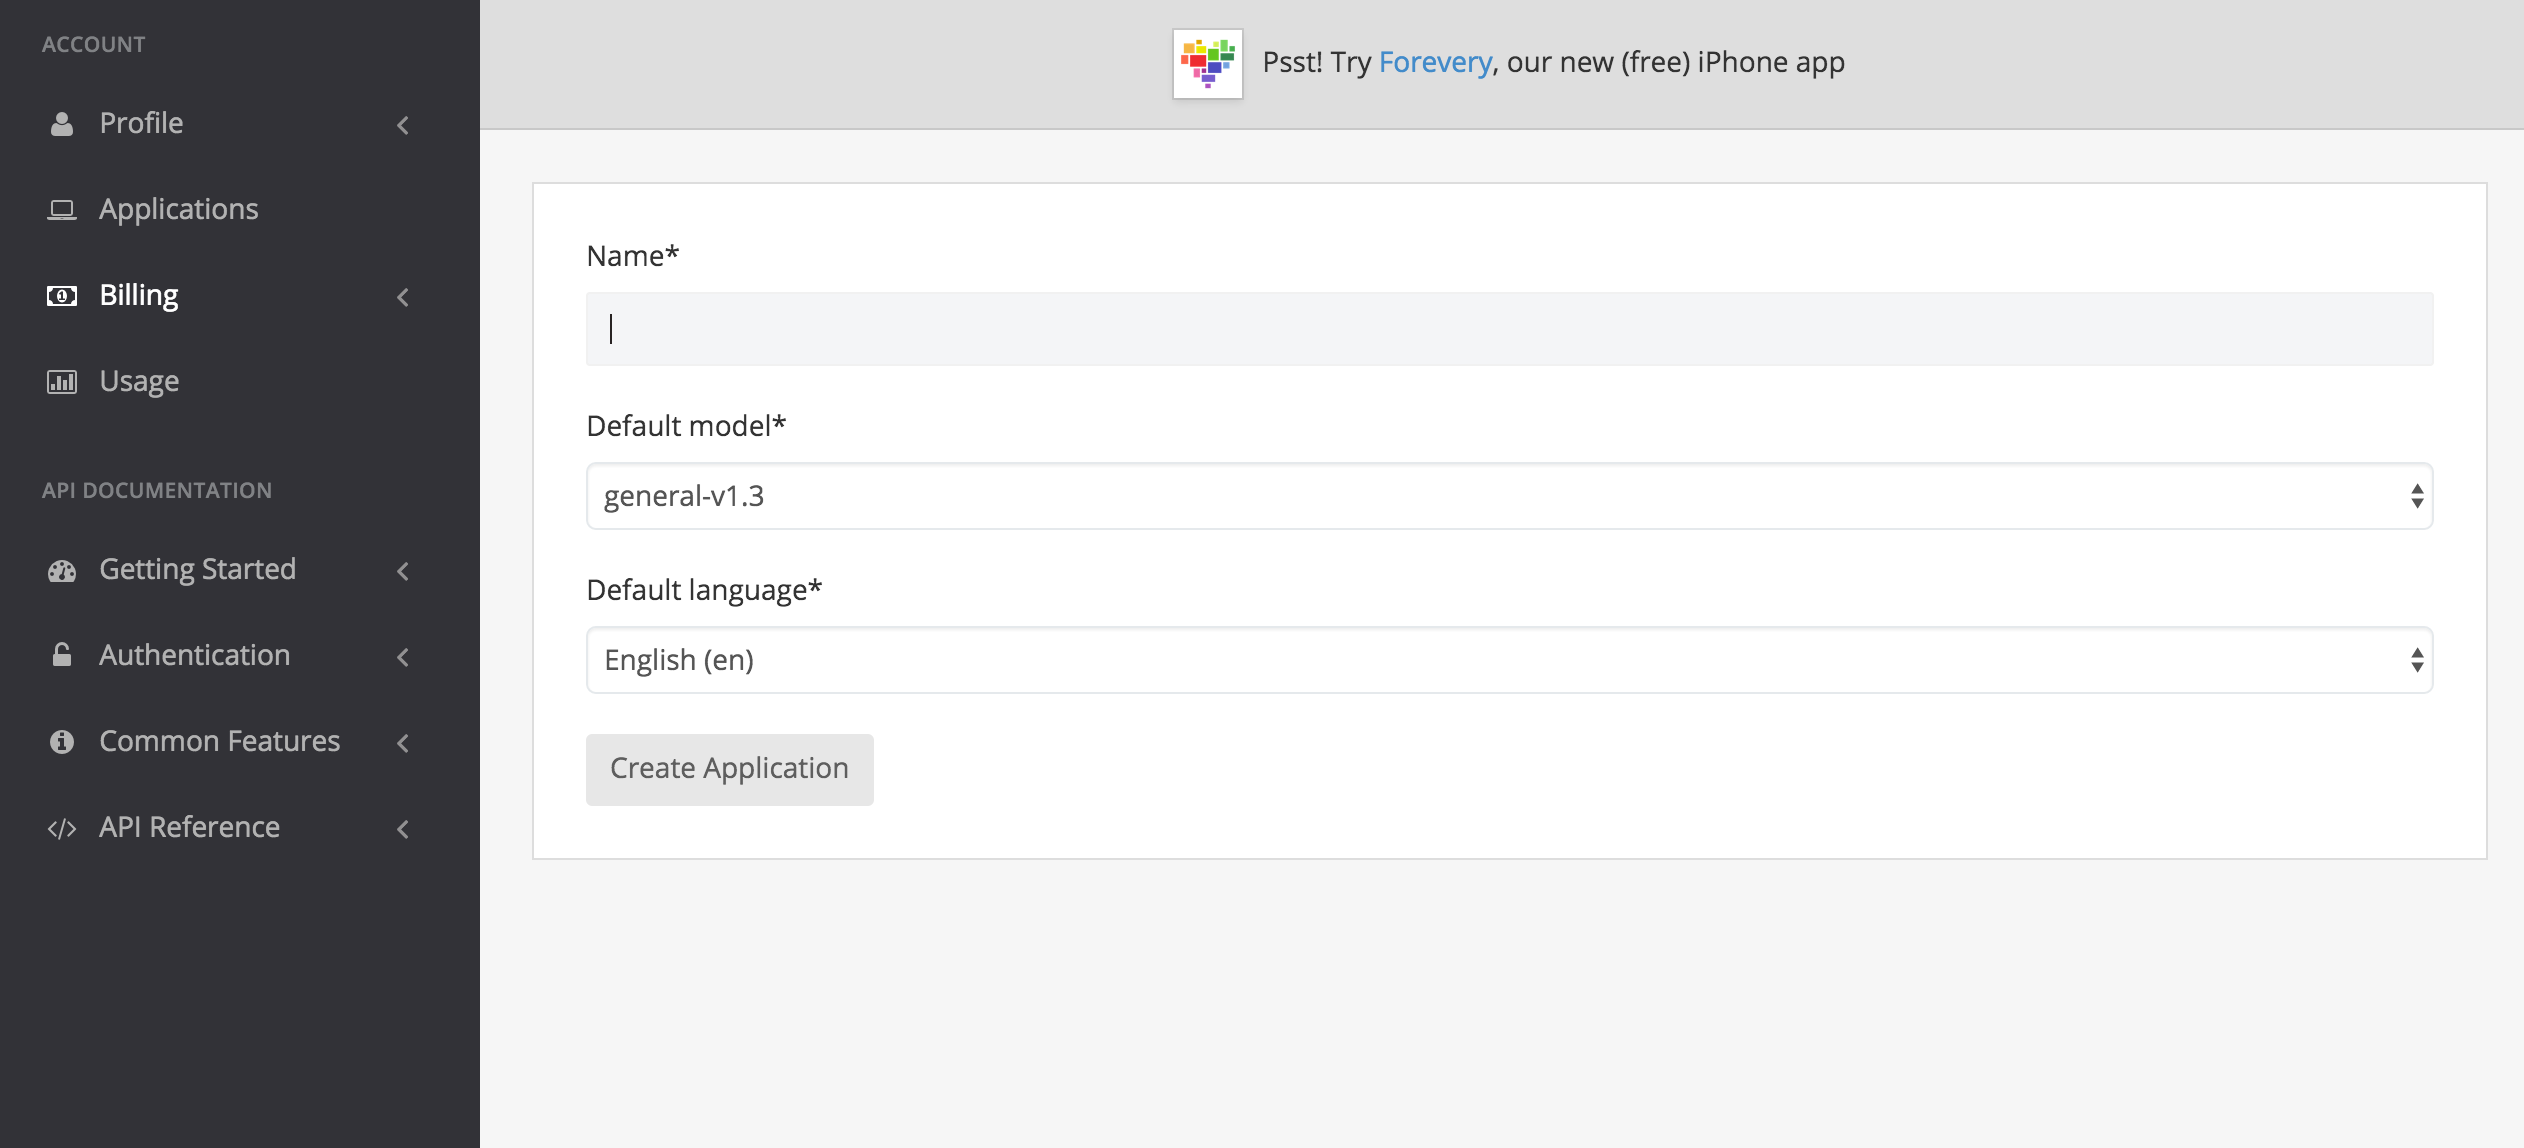 ACCOUNT
Profile
Applications
Billing
Usage
API DOCUMENTATION
Getting Started
Authentication
Common Features
API Reference
Psst! Try Forevery, our new (free) iPhone app
Name*
Default model*
general-v1.3
Default language*
English (en)
Create Application